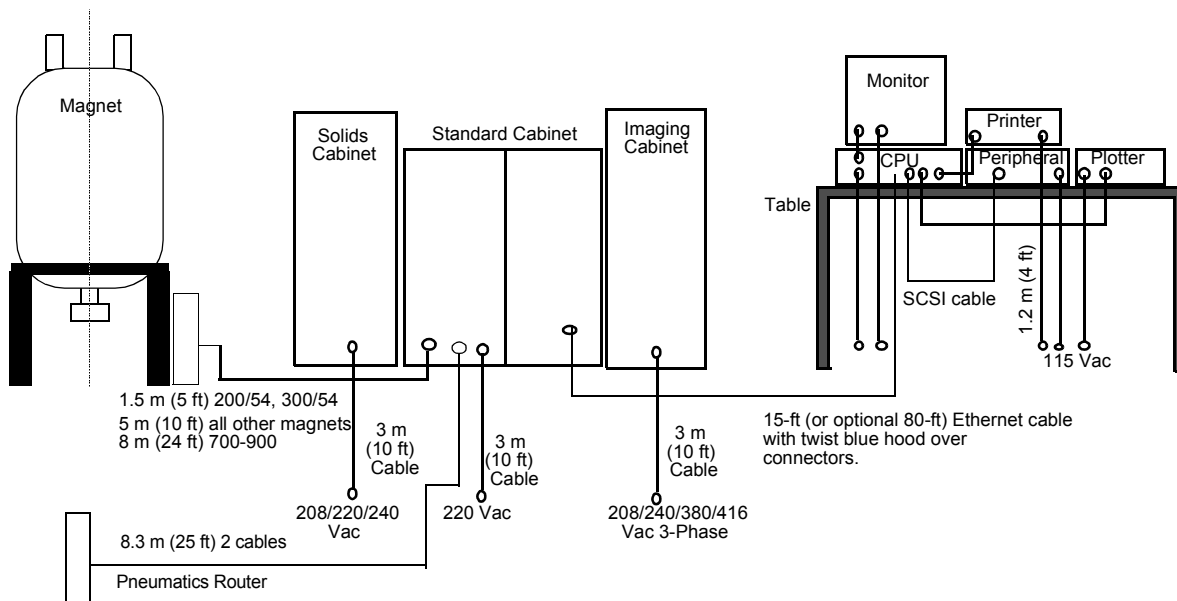 Magnet
Solids
Cabinet
Standard Cabinet
Imaging
Cabinet
Monitor
Printer
CPU
Peripheral
Plotter
Table
SCSI cable
1.2 m (4 ft)
115 Vac
1.5 m (5 ft) 200/54, 300/54
5 m (10 ft) all other magnets
8 m (24 ft) 700-900
3 m
(10 ft)
Cable
3 m
(10 ft)
Cable
3 m
(10 ft)
Cable
15-ft (or optional 80-ft) Ethernet cable
with twist blue hood over
connectors.
208/220/240
Vac
220 Vac
208/240/380/416
Vac 3-Phase
8.3 m (25 ft) 2 cables
Pneumatics Router